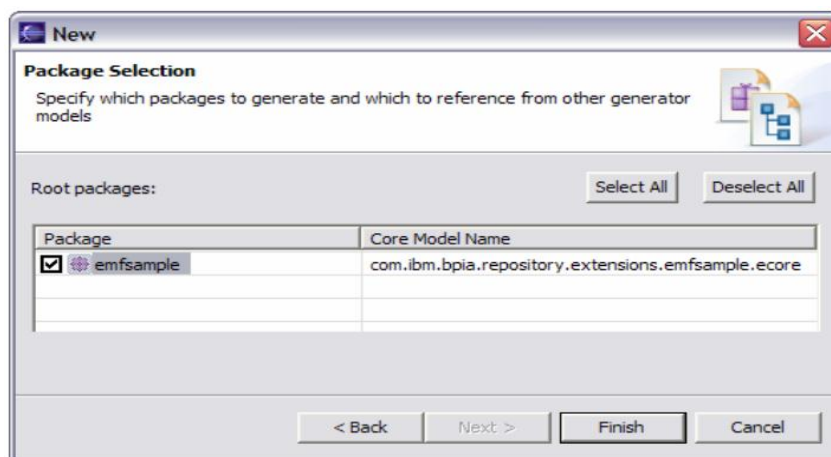 New
Package Selection
Specify which packages to generate and which to reference from other generator
models
Root packages:
Select All
Deselect All
Package
Core Model Name
emfsample
com.ibm.bpia.repository.extensions.emfsample.ecore
< Back
Next >
Finish
Cancel